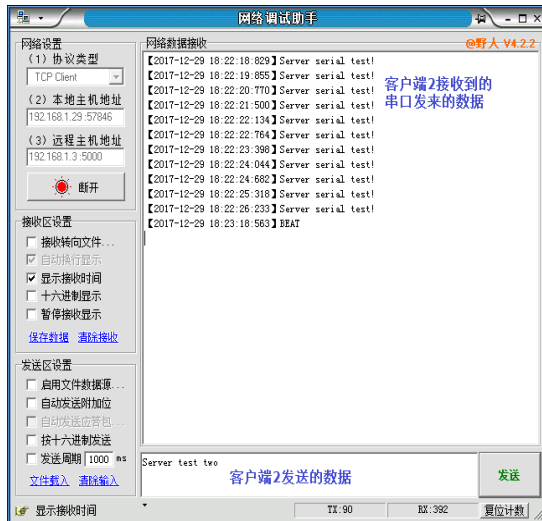 网络调试助手
网络设置
(1) 协议类型
TCP Client
(2) 本地主机地址
192.168.1.29 :57846
(3) 远程主机地址
192.168.1.3 :5000
断开
接收区设置
接收转向文件...
自动换行显示
显示接收时间
十六进制显示
暂停接收显示
保存数据 清除接收
发送区设置
启用文件数据源...
自动发送附加位
自动发送应答包...
按十六进制发送
发送周期 1000 ms
文件载入 清除输入
网络数据接收
@野人 V4.2.2
【2017-12-29 18:22:18:829】Server serial test!
【2017-12-29 18:22:19:855】Server serial test!
【2017-12-29 18:22:20:770】Server serial test!
【2017-12-29 18:22:21:500】Server serial test!
【2017-12-29 18:22:22:134】Server serial test!
【2017-12-29 18:22:22:764】Server serial test!
【2017-12-29 18:22:23:398】Server serial test!
【2017-12-29 18:22:24:044】Server serial test!
【2017-12-29 18:22:24:682】Server serial test!
【2017-12-29 18:22:25:318】Server serial test!
【2017-12-29 18:22:26:233】Server serial test!
【2017-12-29 18:23:18:563】BEAT
客户端2接收到的
串口发来的数据
Server test two
客户端2发送的数据
发送
显示接收时间
TX:90
RX:392
复位计数